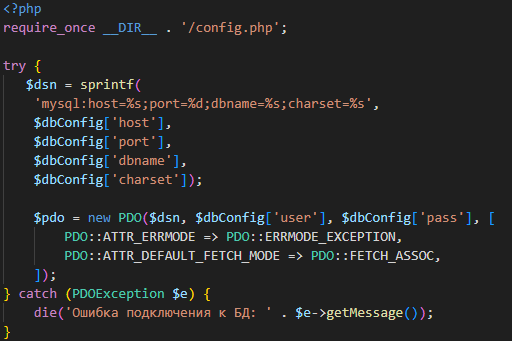 <?php
require_once __DIR__ . '/config.php';

try {
   $dsn = sprintf(
    'mysql:host=%s;port=%d;dbname=%s;charset=%s',
    $dbConfig['host'],
    $dbConfig['port'],
    $dbConfig['dbname'],
    $dbConfig['charset']);

    $pdo = new PDO($dsn, $dbConfig['user'], $dbConfig['pass'], [
        PDO::ATTR_ERRMODE => PDO::ERRMODE_EXCEPTION,
        PDO::ATTR_DEFAULT_FETCH_MODE => PDO::FETCH_ASSOC,
    ]);
} catch (PDOException $e) {
    die('Ошибка подключения к БД: ' . $e->getMessage());
}